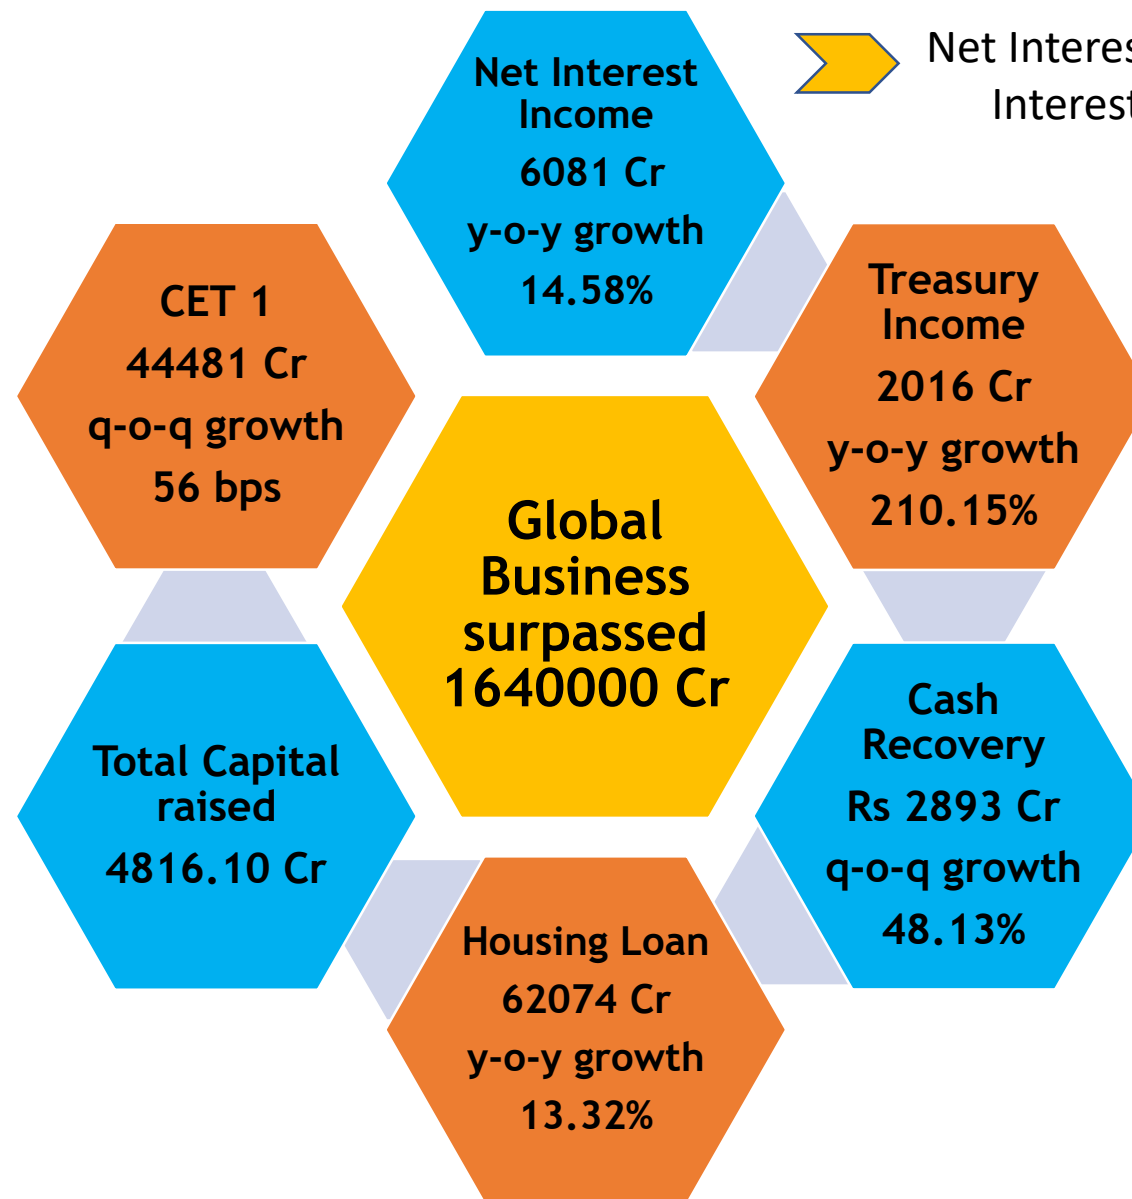 Net Interest
Income
6081 Cr
y-o-y growth
14.58%
Net
Interest
Treasury
Income
2016 Cr
y-o-y growth
210.15%
CET 1
44481 Cr
q-o-q growth
56 bps
Global
Business
surpassed
1640000 Cr
Cash
Recovery
Rs 2893 Cr
q-o-q growth
48.13%
Total Capital
raised
4816.10 Cr
Housing Loan
62074 Cr
y-o-y growth
13.32%